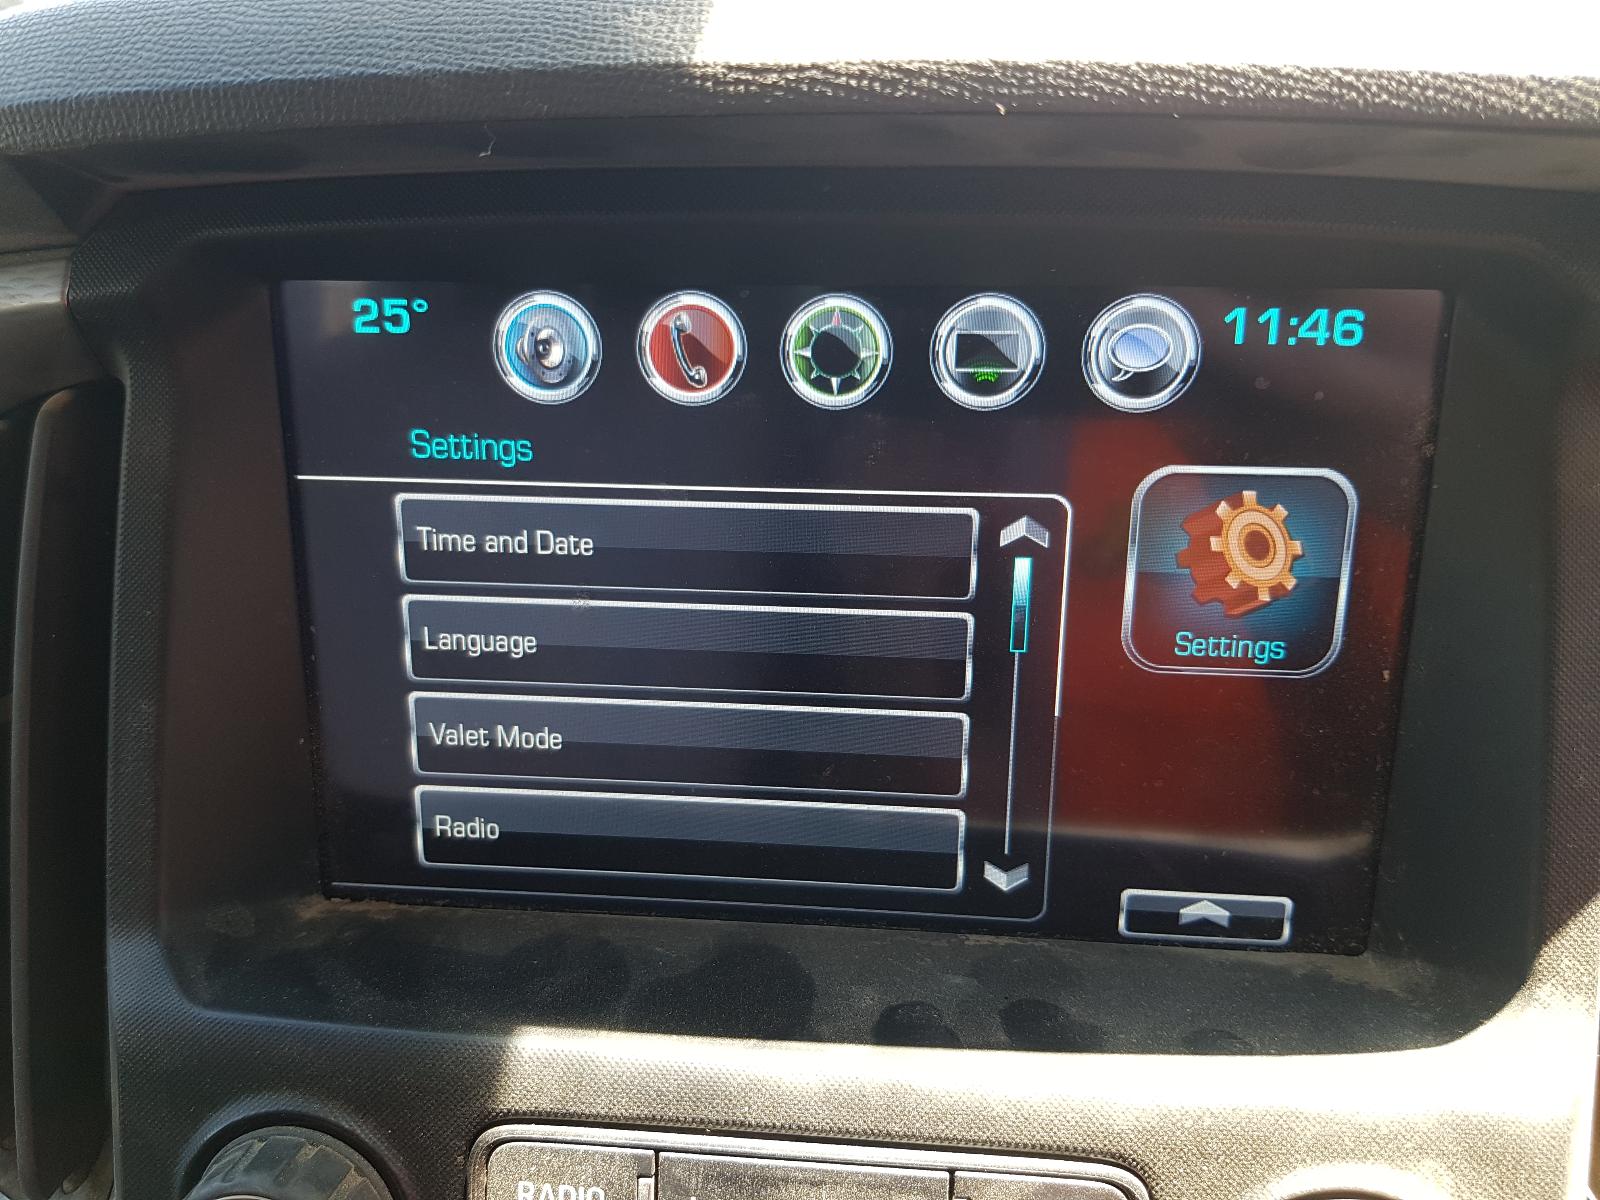 25°
11:46
Settings
Time and Date
Language
Valet Mode
Radio
Settings
RADIO